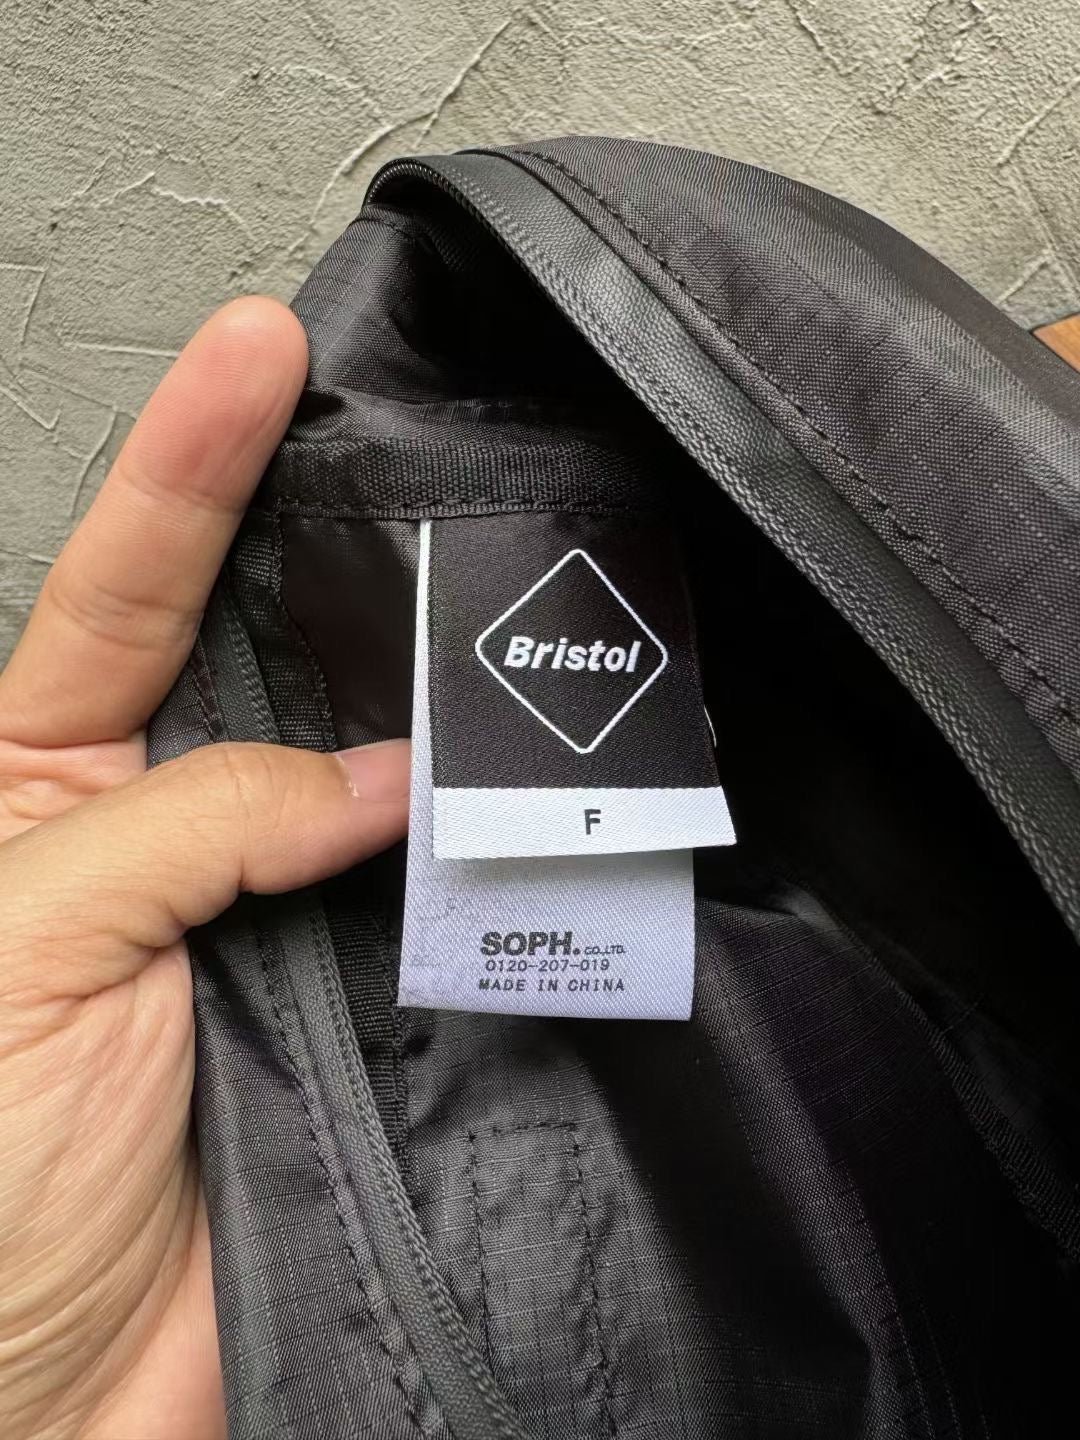 Bristol
F
SOPH. CO.,LTD.
0120-207-019
MADE IN CHINA